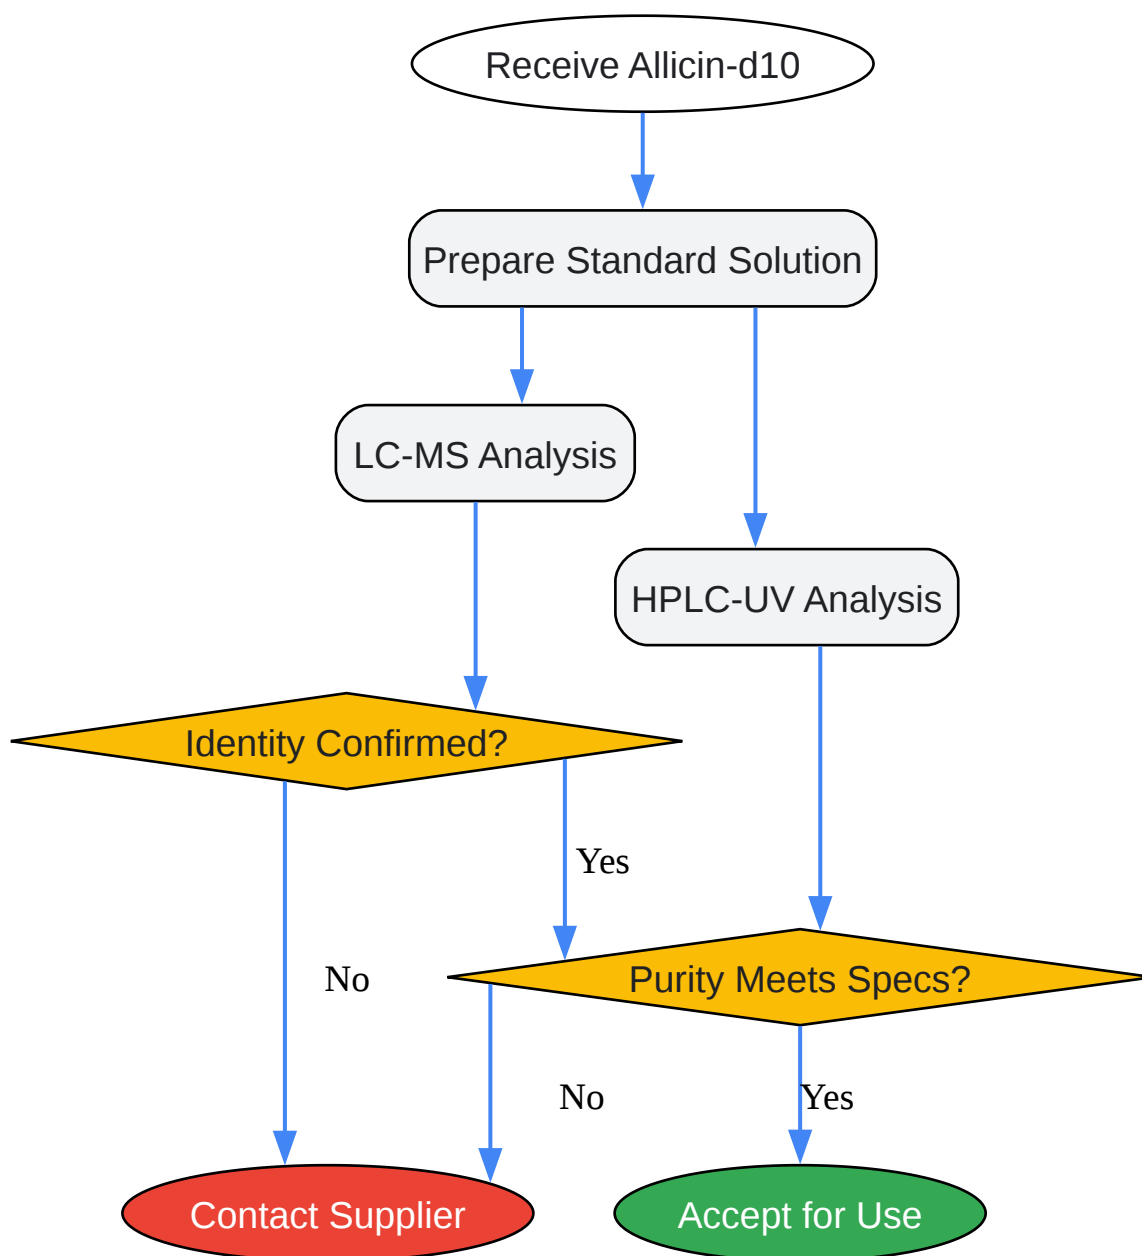 Receive Allicin-d10
Prepare Standard Solution
LC-MS Analysis
HPLC-UV Analysis
Identity Confirmed?
Yes
No
Purity Meets Specs?
No
Yes
Contact Supplier
Accept for Use